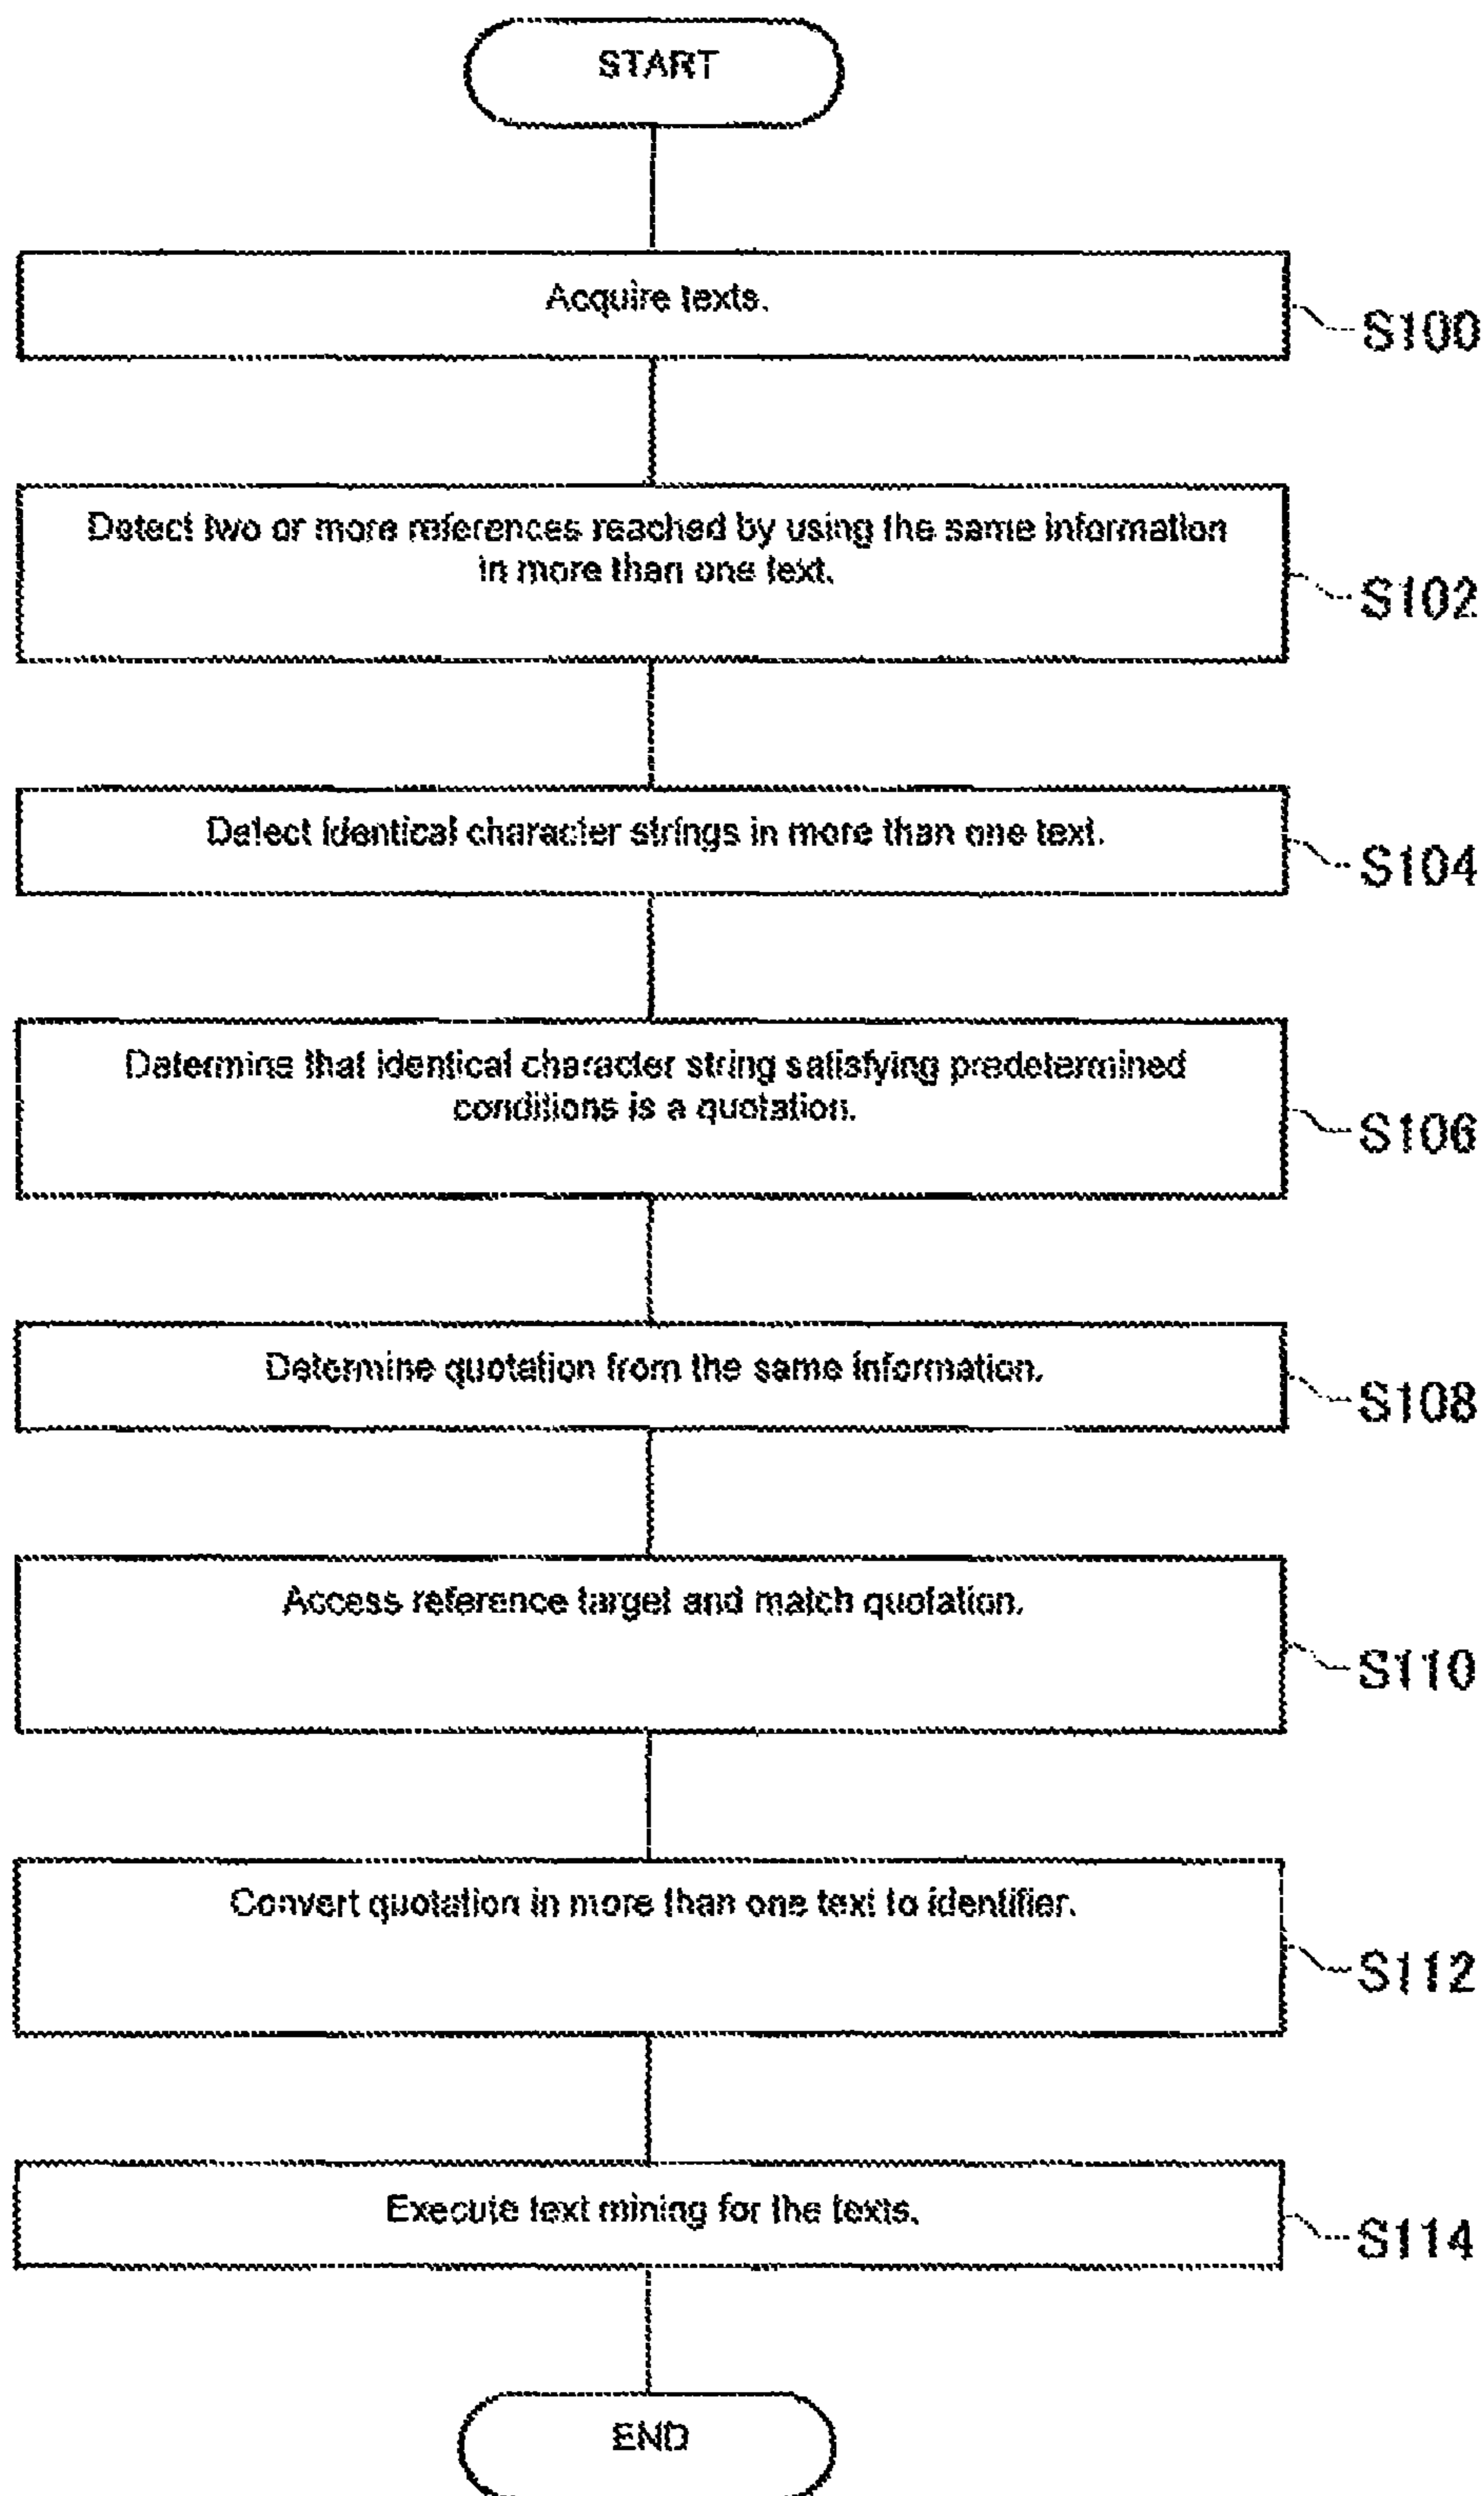 START
Acquire texts.
S100
Detect two or more references reached by using the same information
in more than one text.
S102
Detect identical character strings in more than one text.
S104
Determine that identical character string satisfying predetermined
conditions is a quotation.
S106
Determine quotation from the same information.
S108
Access reference target and match quotation.
S110
Convert quotation in more than one text to identifier.
S112
Execute text mining for the texts.
S114
END